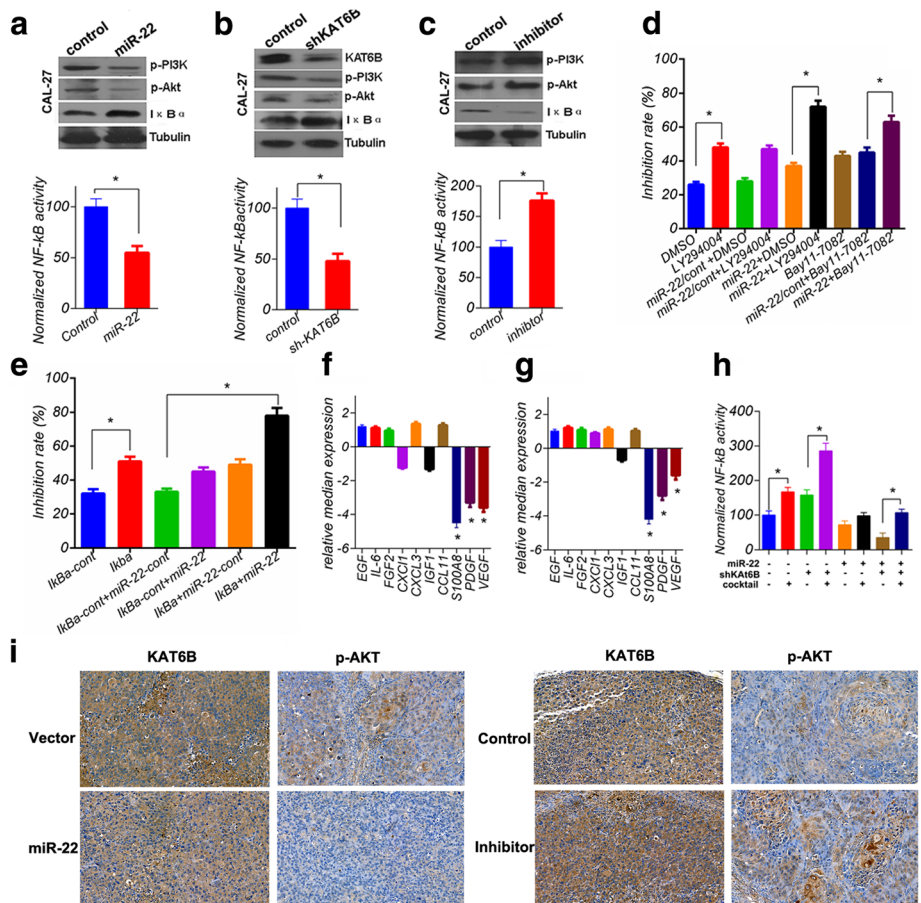 a
control miR-22
CAL-27
p-PI3K
p-Akt
IκBα
Tubulin
Normalized NF-kB activity
100
50
0
*
Control
miR-22
b
control shKAT6B
CAL-27
KAT6B
p-PI3K
p-Akt
IκBα
Tubulin
Normalized NF-kBactivity
100
50
0
*
control
sh-KAT6B
c
control inhibitor
CAL-27
p-PI3K
p-Akt
IκBα
Tubulin
Normalized NF-kB activity
200
150
100
50
0
*
control
inhibtor
d
Inhibition rate (%)
100
80
60
40
20
0
* * *
DMSO
LY294004
miR-22/cont +DMSO
miR-22/cont+LY294004
miR-22+DMSO
miR-22+LY294004
Bay11-7082
miR-22/cont+Bay11-7082
miR-22+Bay11-7082
e
Inhibition rate (%)
100
80
60
40
20
0
* *
IkBa-cont
Ikba
IkBa-cont+miR-22-cont
IkBa-cont+miR-22
IkBa+miR-22-cont
IkBa+miR-22
f
relative median expression
2
0
-2
-4
-6
* * *
EGF
IL-6
FGF2
CXCl1
CXCL3
IGF1
CCL11
S100A8
PDGF
VEGF
g
relative median expression
2
0
-2
-4
-6
* * *
EGF
IL-6
FGF2
CXCl1
CXCL3
IGF1
CCL11
S100A8
PDGF
VEGF
h
Normalized NF-kB activity
400
300
200
100
0
* * *
miR-22 - - - - + + + +
shKAt6B - - + + - - + +
cocktail - + - + - + - +
i
KAT6B p-AKT KAT6B p-AKT
Vector Control
miR-22 Inhibitor